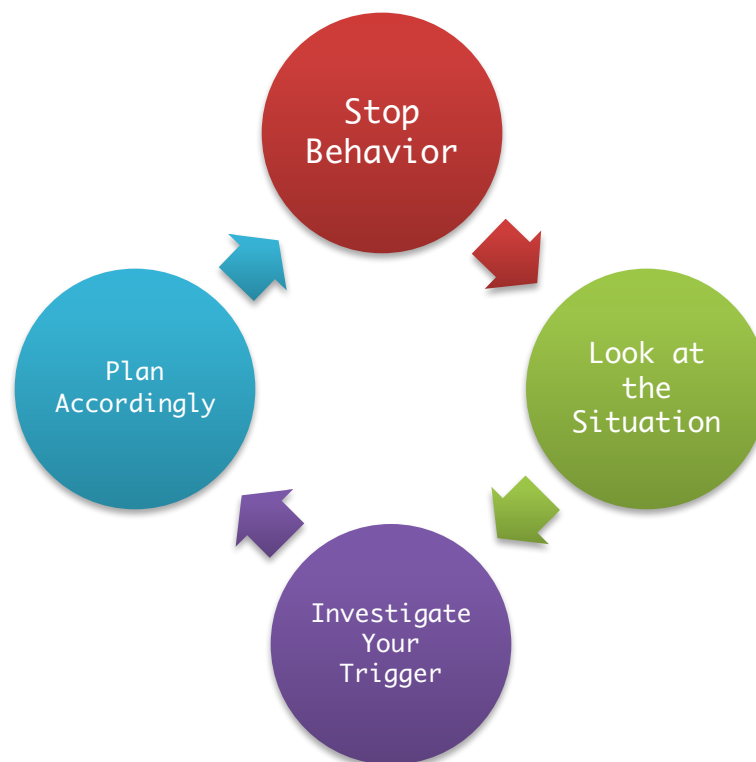 Stop
Behavior
Look at
the
Situation
Investigate
Your
Trigger
Plan
Accordingly